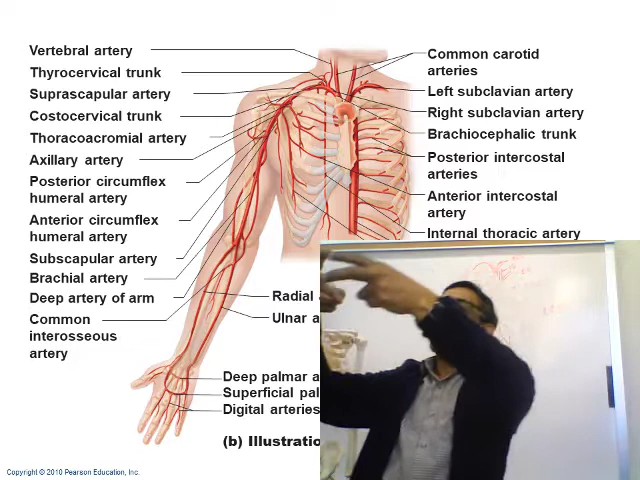 Vertebral artery
Thyrocervical trunk
Suprascapular artery
Costocervical trunk
Thoracoacromial artery
Axillary artery
Posterior circumflex
humeral artery
Anterior circumflex
humeral artery
Subscapular artery
Brachial artery
Deep artery of arm
Common
interosseous
artery
Common carotid
arteries
Left subclavian artery
Right subclavian artery
Brachiocephalic trunk
Posterior intercostal
arteries
Anterior intercostal
artery
Internal thoracic artery
Radial a
Ulnar a
Deep palmar a
Superficial pal
Digital arteries
(b) Illustratio
Copyright © 2010 Pearson Education, Inc.